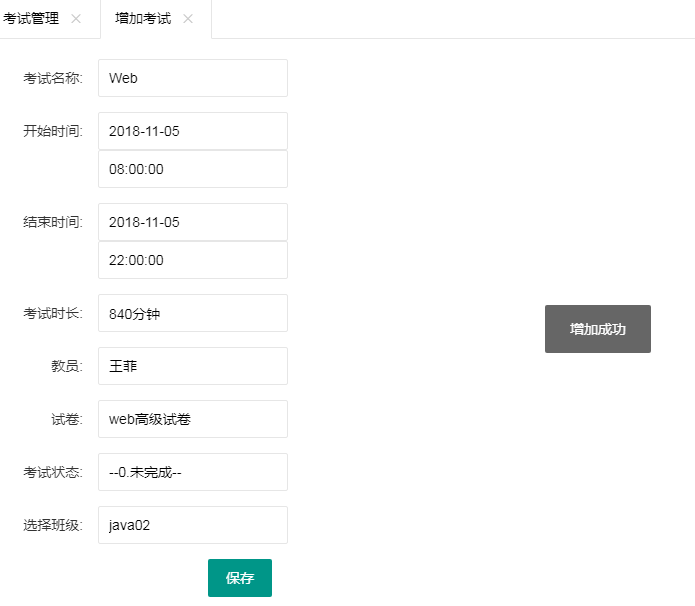 考试管理 增加考试
考试名称: Web
开始时间: 2018-11-05
08:00:00
结束时间: 2018-11-05
22:00:00
考试时长: 840分钟
增加成功
教员: 王菲
试卷: web高级试卷
考试状态: --0.未完成--
选择班级: java02
保存